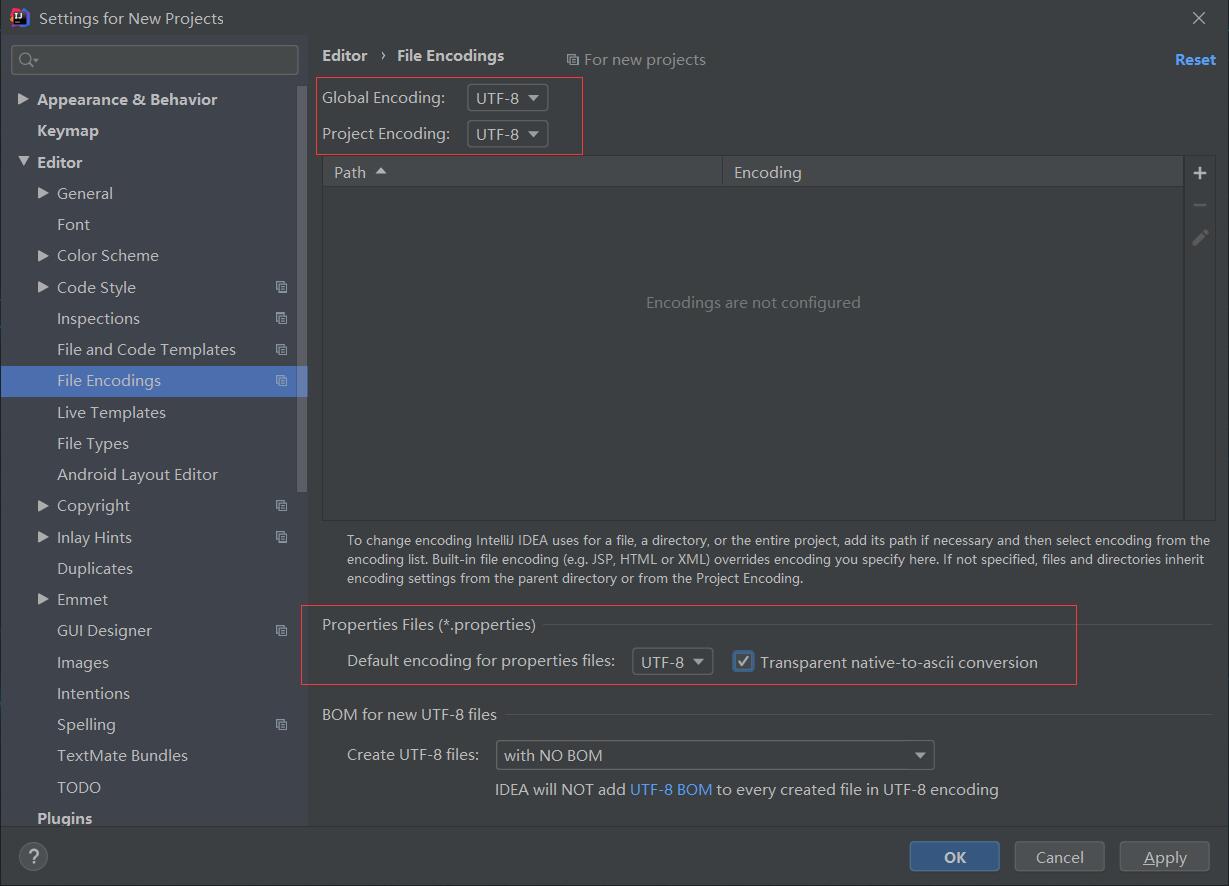 Settings for New Projects
Editor › File Encodings
For new projects
Reset
Appearance & Behavior
Keymap
Editor
General
Font
Color Scheme
Code Style
Inspections
File and Code Templates
File Encodings
Live Templates
File Types
Android Layout Editor
Copyright
Inlay Hints
Duplicates
Emmet
GUI Designer
Images
Intentions
Spelling
TextMate Bundles
TODO
Plugins
Global Encoding: UTF-8
Project Encoding: UTF-8
Path Encoding
Encodings are not configured
To change encoding IntelliJ IDEA uses for a file, a directory, or the entire project, add its path if necessary and then select encoding from the
encoding list. Built-in file encoding (e.g. JSP, HTML or XML) overrides encoding you specify here. If not specified, files and directories inherit
encoding settings from the parent directory or from the Project Encoding.
Properties Files (*.properties)
Default encoding for properties files: UTF-8 Transparent native-to-ascii conversion
BOM for new UTF-8 files
Create UTF-8 files: with NO BOM
IDEA will NOT add UTF-8 BOM to every created file in UTF-8 encoding
?
OK
Cancel
Apply